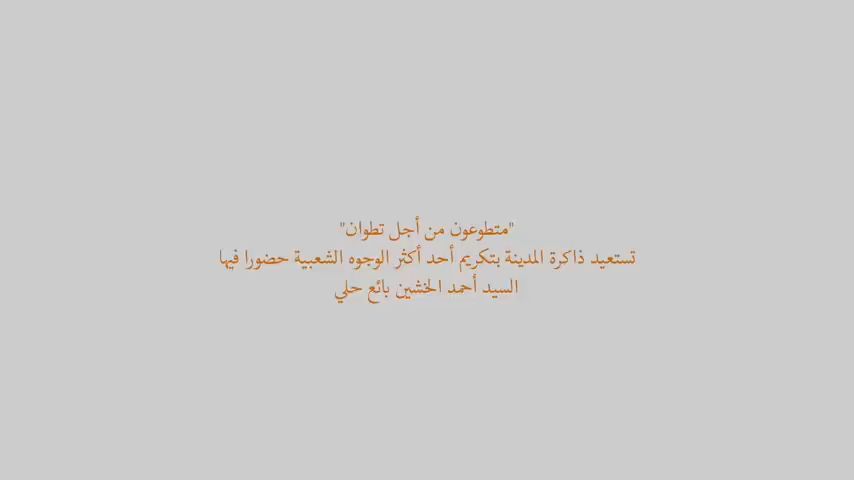 "متطوعون من أجل تطوان"
تستعيد ذاكرة المدينة بتكريم أحد أكثر الوجوه الشعبية حضورا فيها
السيد أحمد الخشين بائع حلي